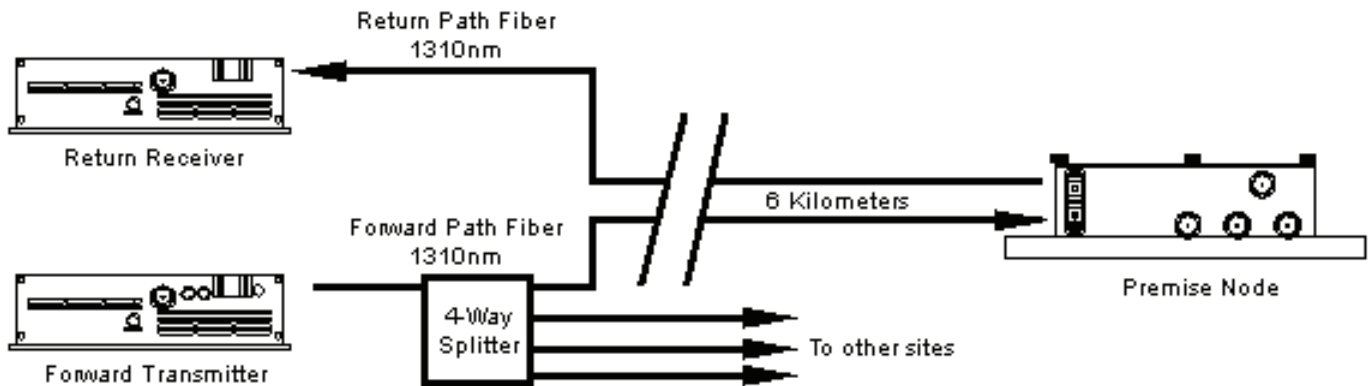 Return Path Fiber
1310nm
Return Receiver
6 Kilometers
Forward Path Fiber
1310nm
Premise Node
4-Way
Splitter
To other sites
Forward Transmitter